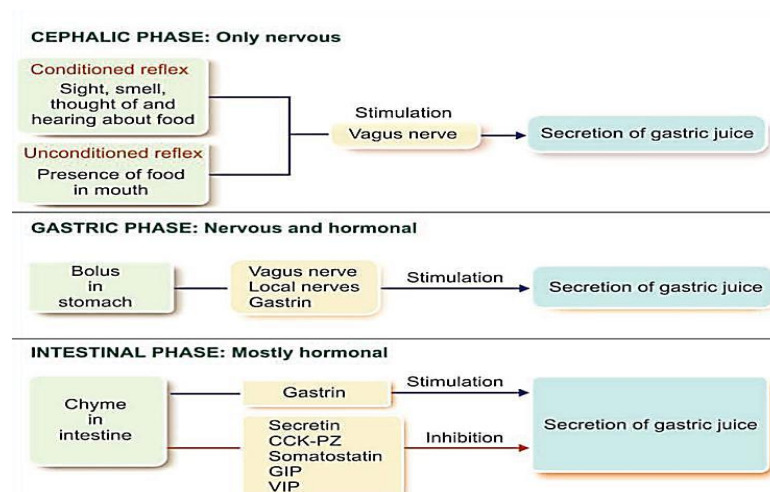 CEPHALIC PHASE: Only nervous
Conditioned reflex
Sight, smell,
thought of and
hearing about food
Unconditioned reflex
Presence of food
in mouth
Stimulation
Vagus nerve
Secretion of gastric juice
GASTRIC PHASE: Nervous and hormonal
Bolus
in
stomach
Vagus nerve
Local nerves
Gastrin
Stimulation
Secretion of gastric juice
INTESTINAL PHASE: Mostly hormonal
Chyme
in
intestine
Gastrin
Stimulation
Secretin
CCK-PZ
Somatostatin
GIP
VIP
Inhibition
Secretion of gastric juice